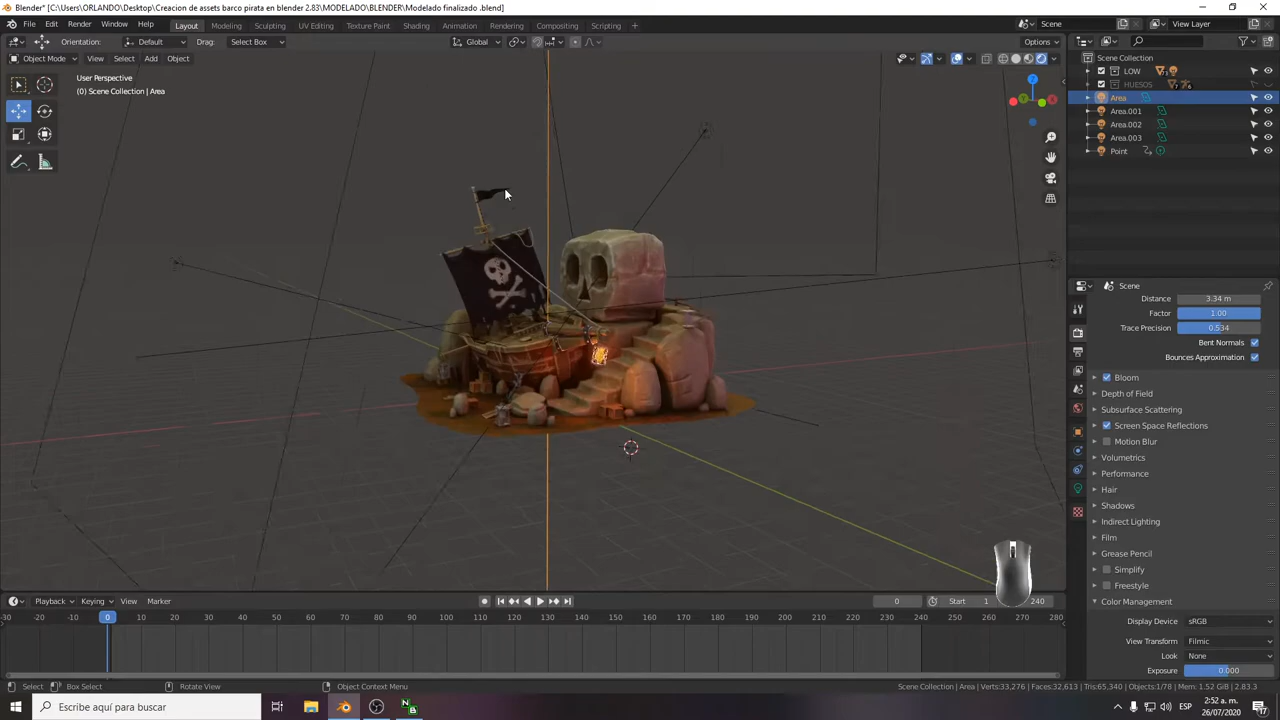 Blender* [C:\Users\ORLANDO\Desktop\Creacion de assets barco pirata en blender 2.83\MODELADO\BLENDER\Modelado finalizado .blend]
File Edit Render Window Help Layout Modeling Sculpting UV Editing Texture Paint Shading Animation Rendering Compositing Scripting + Scene View Layer
Orientation: Default Drag: Select Box Global Options
Object Mode View Select Add Object
User Perspective
(0) Scene Collection | Area
Scene Collection
LOW
HUESOS
Area
Area.001
Area.002
Area.003
Point
Scene
Distance 3.34 m
Factor 1.00
Trace Precision 0.534
Bent Normals
Bounces Approximation
Bloom
Depth of Field
Subsurface Scattering
Screen Space Reflections
Motion Blur
Volumetrics
Performance
Hair
Shadows
Indirect Lighting
Film
Grease Pencil
Simplify
Freestyle
Color Management
Display Device sRGB
View Transform Filmic
Look None
Exposure 0.000
Playback Keying View Marker 0 Start 1 240
-30 -20 -10 0 10 20 30 40 50 60 70 80 90 100 110 120 130 140 150 160 170 180 190 200 210 220 230 240 250 260 270 280
Select Box Select Rotate View Object Context Menu Scene Collection | Area | Verts:33,276 | Faces:32,613 | Tris:65,340 | Objects:1/78 | Mem: 1.52 GiB | 2.83.3
Escribe aquí para buscar
ESP
2:52 a. m.
26/07/2020
17